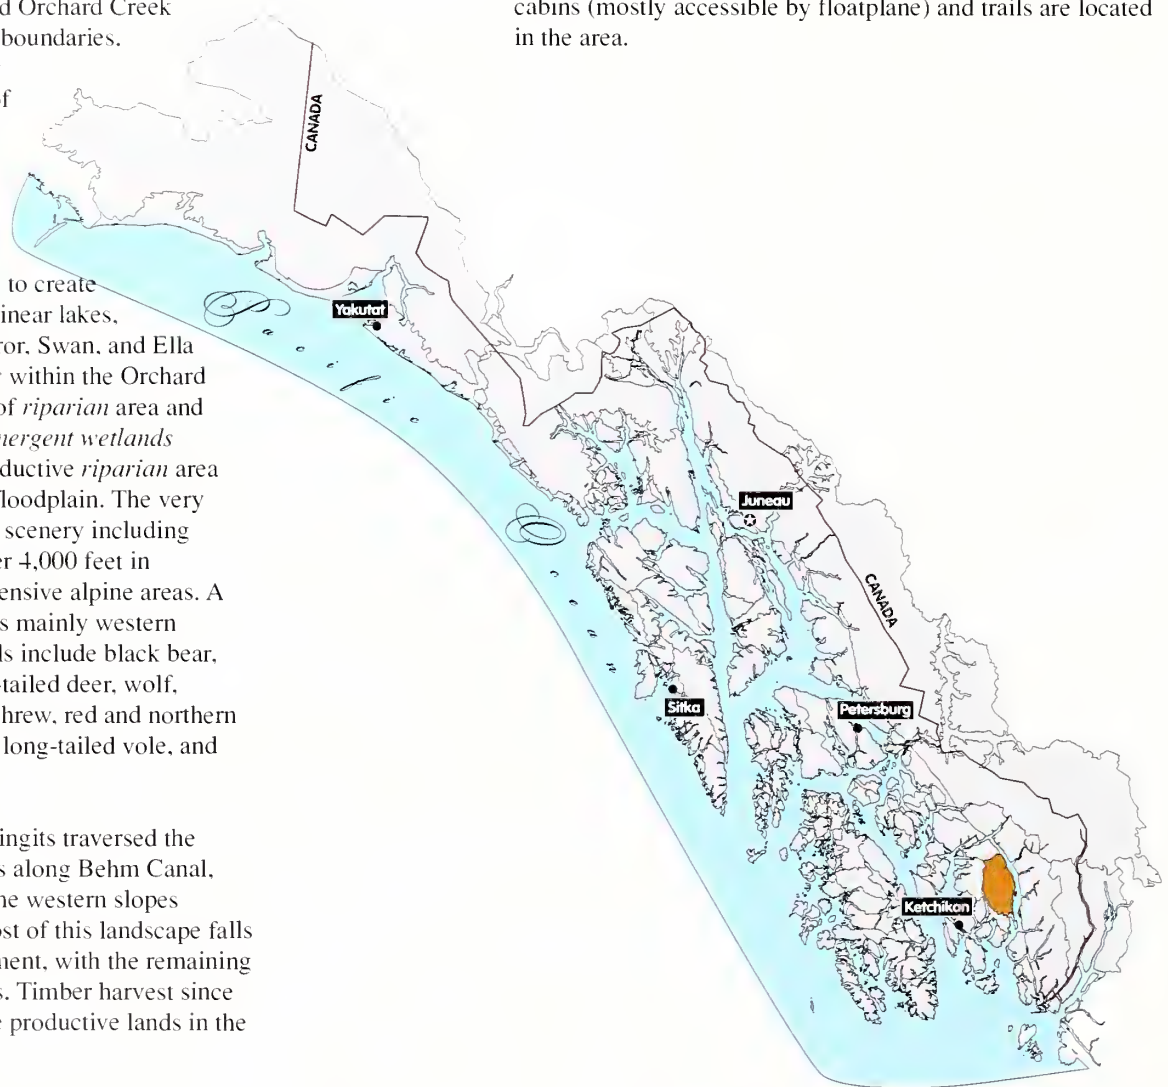 d Orchard Creek
boundaries.
of
to create
inear lakes,
ror, Swan, and Ella
within the Orchard
of riparian area and
nergent wetlands
ductive riparian area
floodplain. The very
scenery including
er 4,000 feet in
ensive alpine areas. A
s mainly western
ls include black bear,
-tailed deer, wolf,
hrew, red and northern
long-tailed vole, and
ingits traversed the
s along Behm Canal,
he western slopes
ost of this landscape falls
nent, with the remaining
s. Timber harvest since
e productive lands in the
cabins (mostly accessible by floatplane) and trails are located
in the area.
CANADA
Yakutat
Pacific
Ocean
Juneau
CANADA
Sitka
Petersburg
Ketchikan